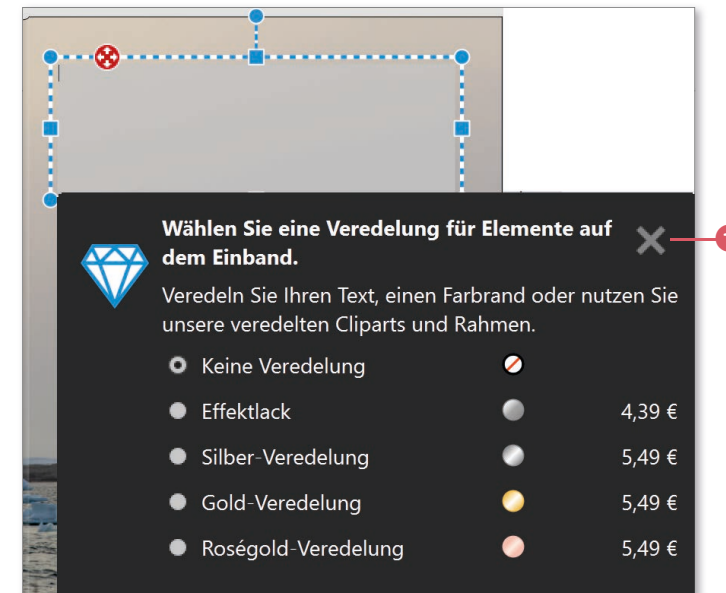 Wählen Sie eine Veredelung für Elemente auf
dem Einband.
Veredeln Sie Ihren Text, einen Farbrand oder nutzen Sie
unsere veredelten Cliparts und Rahmen.
Keine Veredelung
Effektlack 4,39 €
Silber-Veredelung 5,49 €
Gold-Veredelung 5,49 €
Roségold-Veredelung 5,49 €